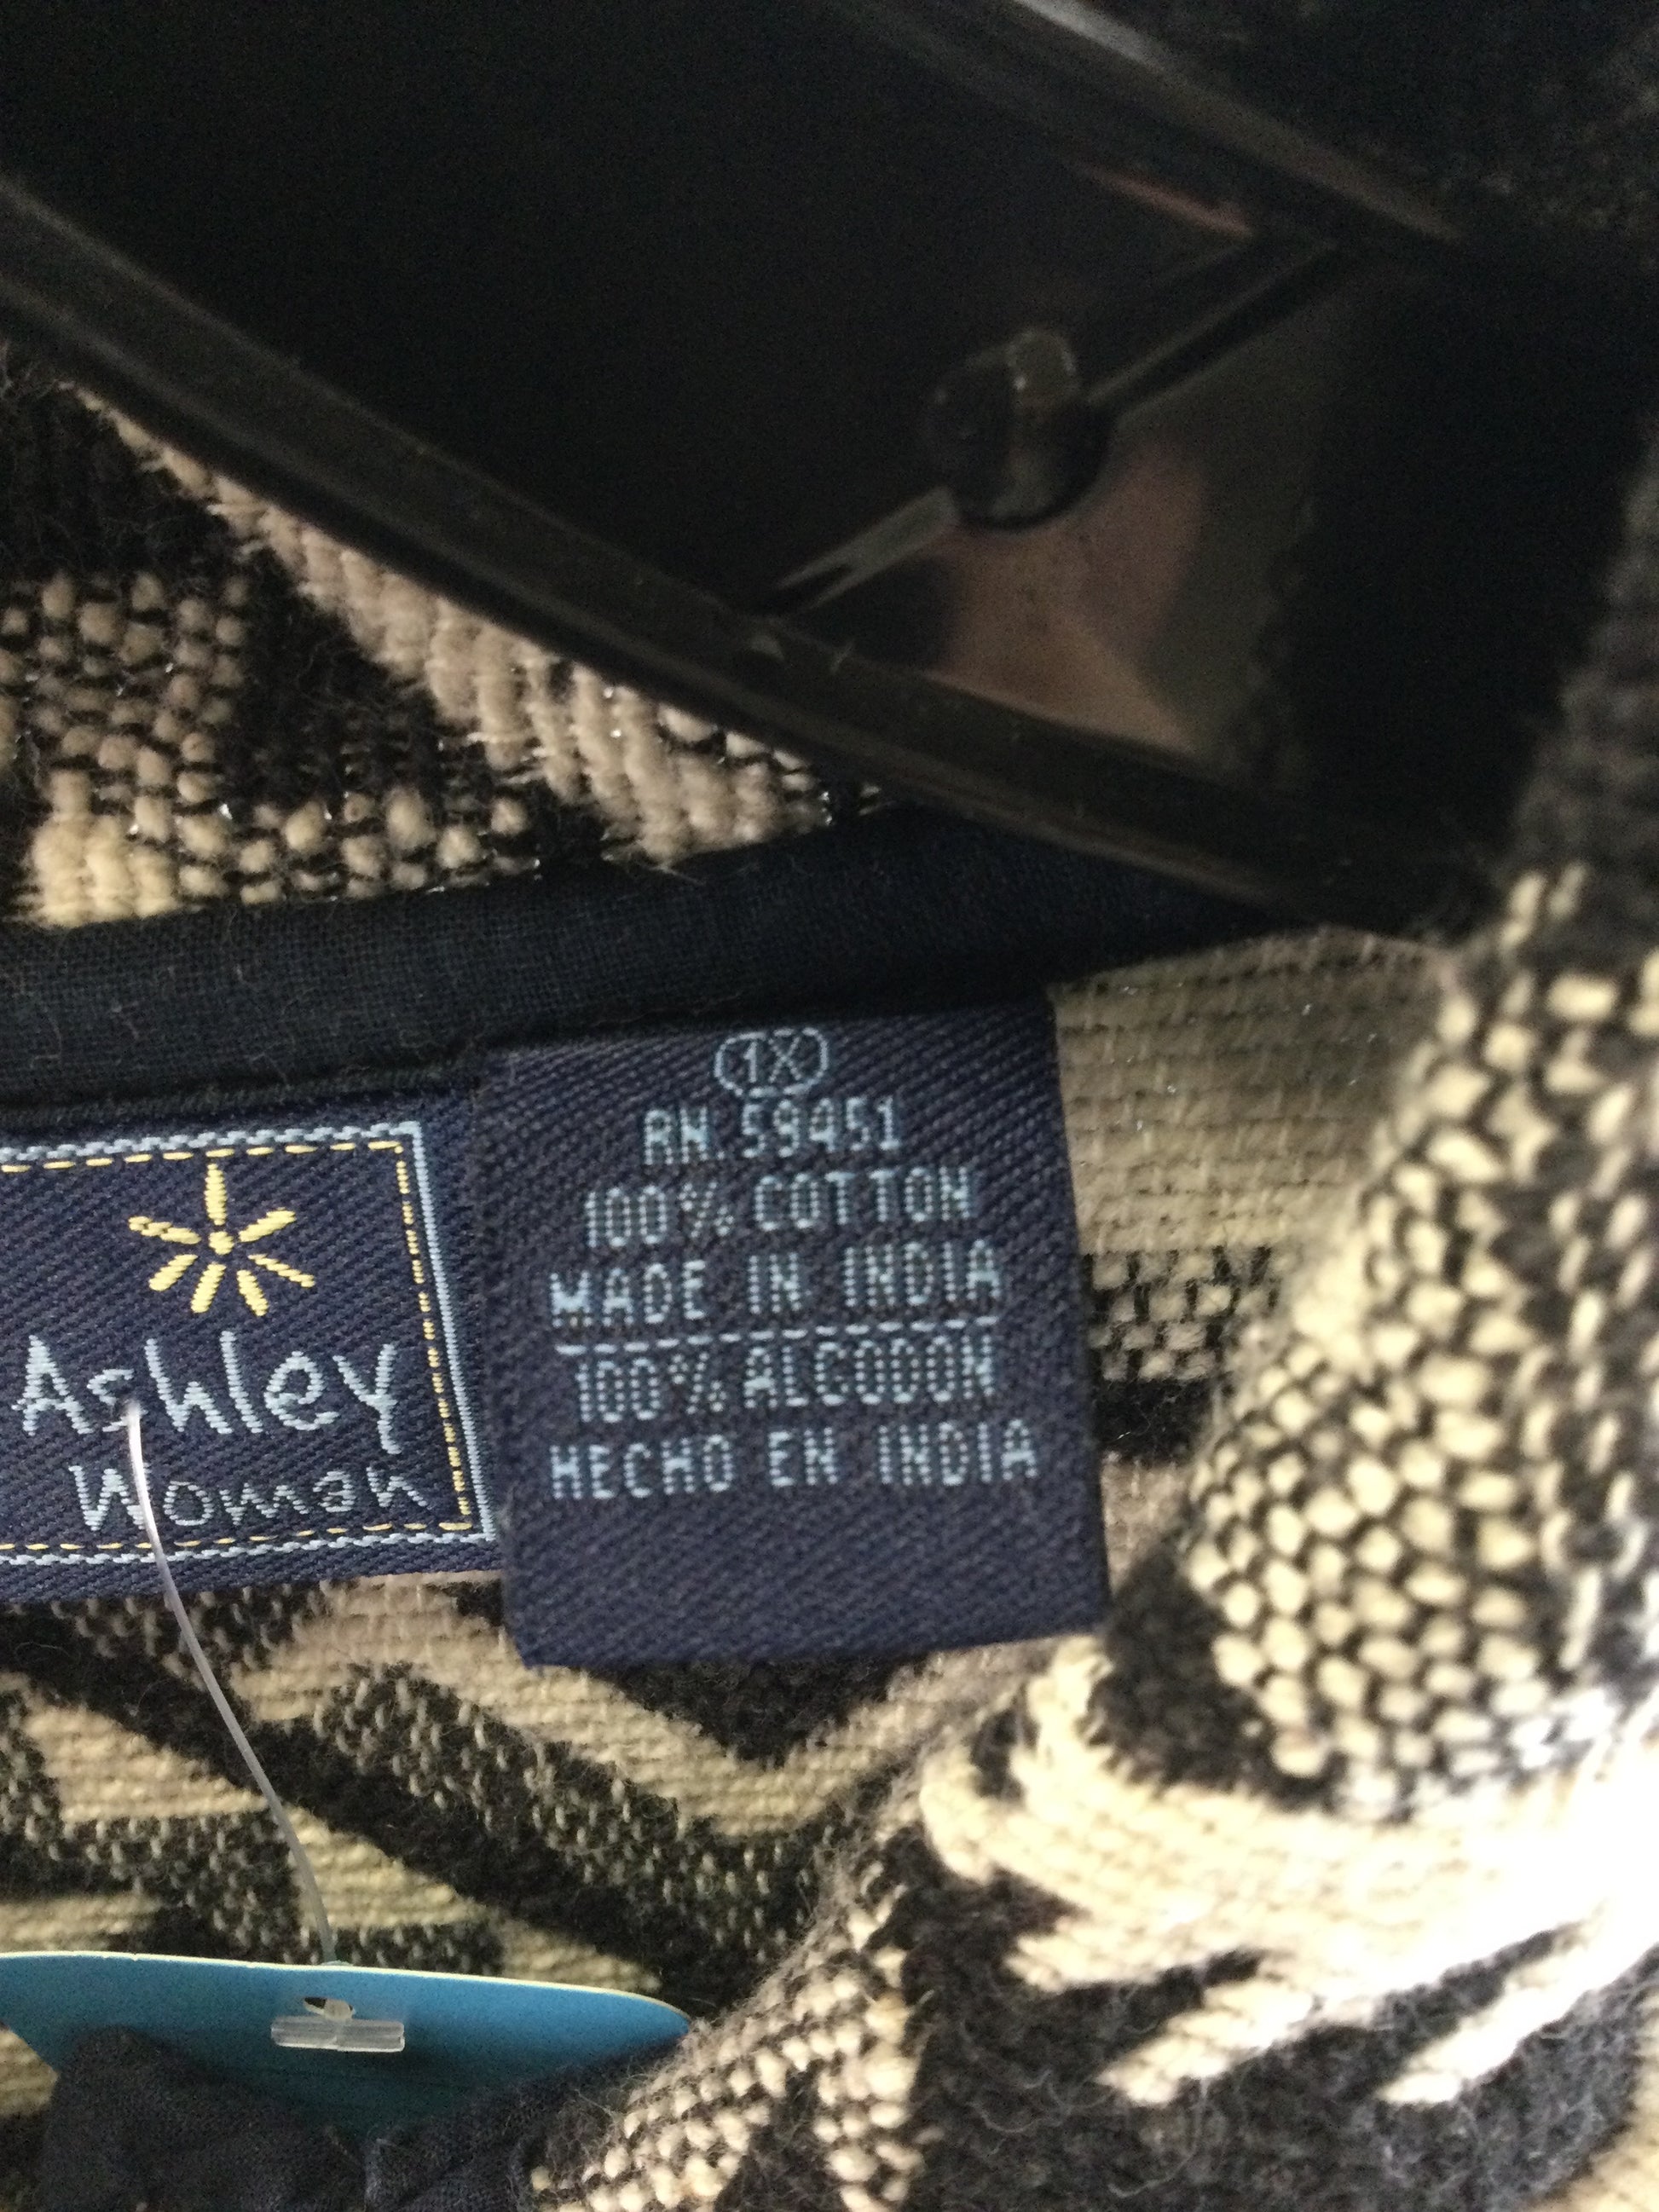 Ashley
Woman
1X
RN. 59451
100% COTTON
MADE IN INDIA
100% ALGODON
HECHO EN INDIA